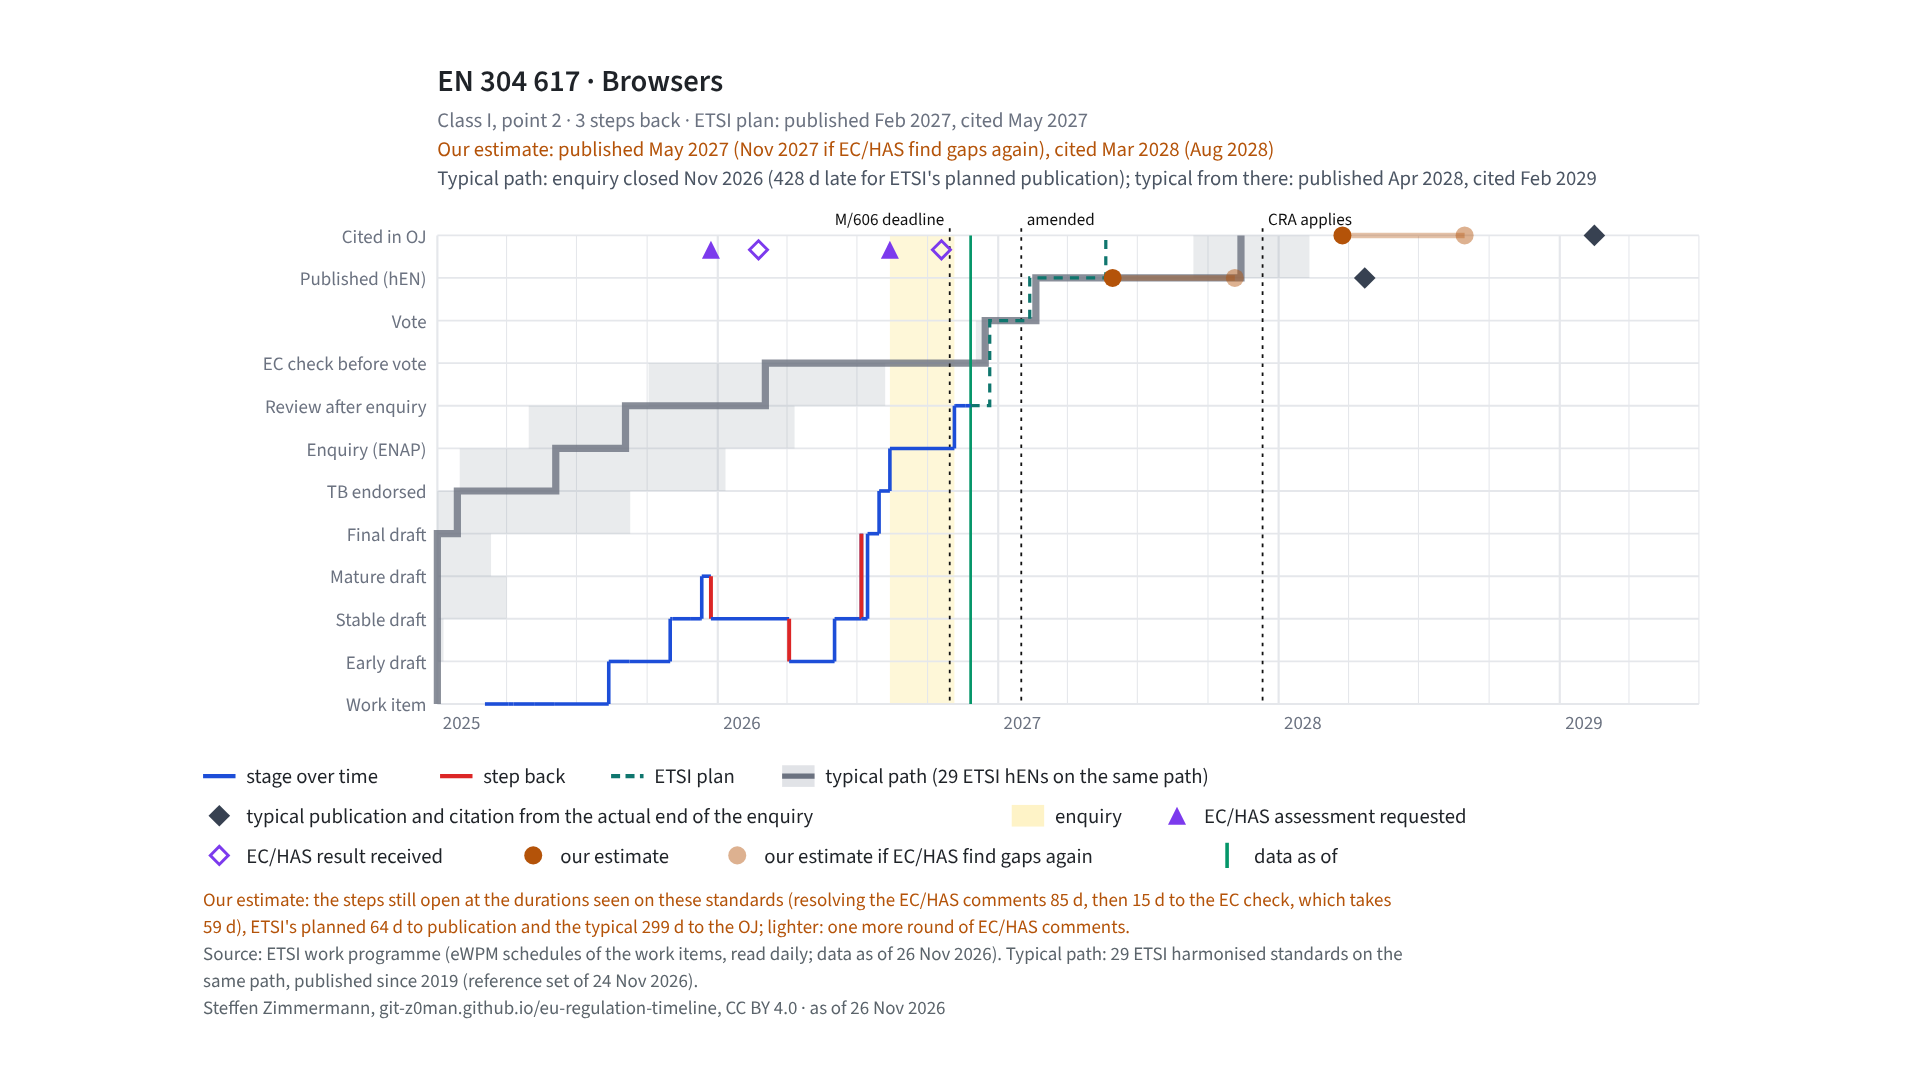 EN 304 617 · Browsers
Class I, point 2 · 3 steps back · ETSI plan: published Feb 2027, cited May 2027
Our estimate: published May 2027 (Nov 2027 if EC/HAS find gaps again), cited Mar 2028 (Aug 2028)
Typical path: enquiry closed Nov 2026 (428 d late for ETSI's planned publication); typical from there: published Apr 2028, cited Feb 2029
M/606 deadline
amended
CRA applies
Cited in OJ
Published (hEN)
Vote
EC check before vote
Review after enquiry
Enquiry (ENAP)
TB endorsed
Final draft
Mature draft
Stable draft
Early draft
Work item
2025
2026
2027
2028
2029
stage over time
step back
ETSI plan
typical path (29 ETSI hENs on the same path)
typical publication and citation from the actual end of the enquiry
enquiry
EC/HAS assessment requested
EC/HAS result received
our estimate
our estimate if EC/HAS find gaps again
data as of
Our estimate: the steps still open at the durations seen on these standards (resolving the EC/HAS comments 85 d, then 15 d to the EC check, which takes
59 d), ETSI's planned 64 d to publication and the typical 299 d to the OJ; lighter: one more round of EC/HAS comments.
Source: ETSI work programme (eWPM schedules of the work items, read daily; data as of 26 Nov 2026). Typical path: 29 ETSI harmonised standards on the
same path, published since 2019 (reference set of 24 Nov 2026).
Steffen Zimmermann, git-z0man.github.io/eu-regulation-timeline, CC BY 4.0 · as of 26 Nov 2026